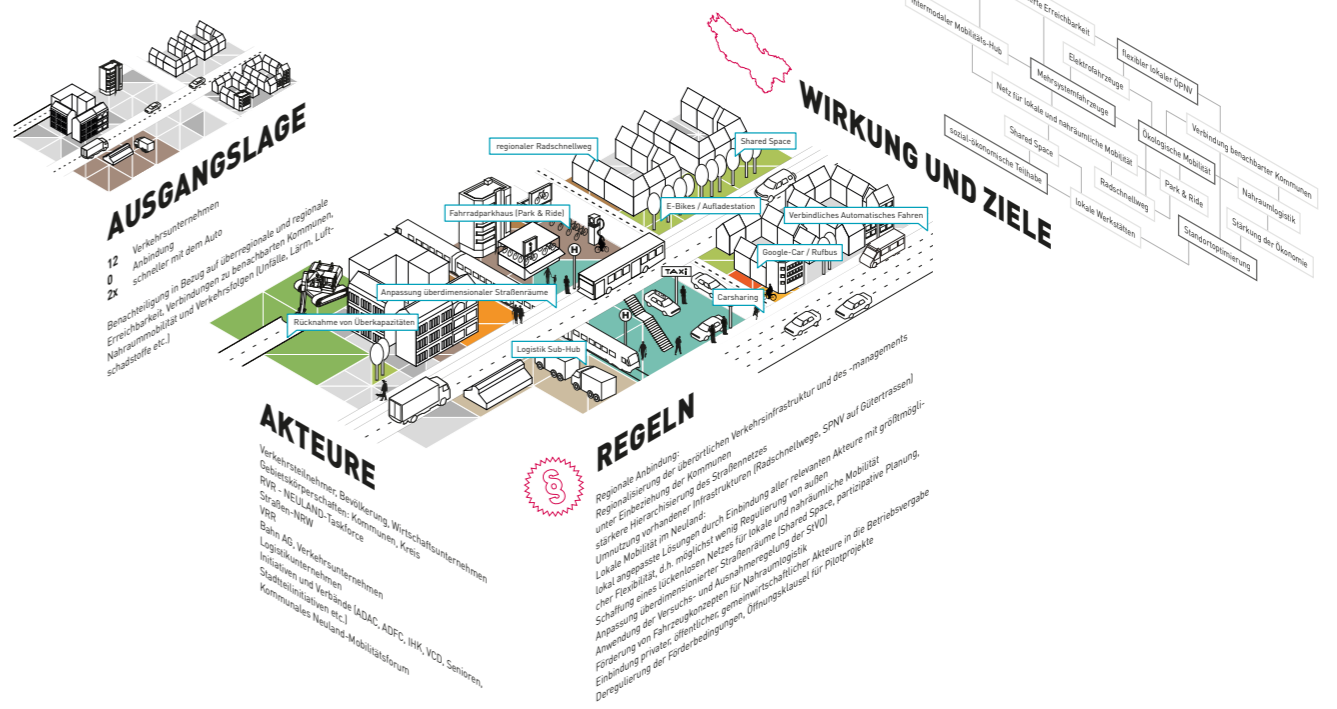 AUSGANGSLAGE
12 Verkehrsunternehmen
0 Anbindung
2x schneller mit dem Auto
Benachteiligung in Bezug auf überregionale und regionale
Erreichbarkeit, Verbindungen zu benachbarten Kommunen,
Nahraummobilität und Verkehrsfolgen (Unfälle, Lärm, Luft-
schadstoffe etc.)
regionaler Radschnellweg
Shared Space
Fahrradparkhaus (Park & Ride)
E-Bikes / Aufladestation
Verbindliches Automatisches Fahren
Google-Car / Rufbus
H
TAXI
Anpassung überdimensionaler Straßenräume
Carsharing
Rücknahme von Überkapazitäten
H
Logistik Sub-Hub
WIRKUNG UND ZIELE
Erreichbarkeit
intermodaler Mobilitäts-Hub
flexibler lokaler ÖPNV
Elektrofahrzeuge
Mehrsystemfahrzeuge
Verbindung benachbarter Kommunen
Netz für lokale und nahräumliche Mobilität
Ökologische Mobilität
Shared Space
Nahraumlogistik
sozial-ökonomische Teilhabe
Park & Ride
Radschnellweg
Stärkung der Ökonomie
lokale Werkstätten
Standortoptimierung
AKTEURE
Verkehrsteilnehmer, Bevölkerung, Wirtschaftsunternehmen
Gebietskörperschaften: Kommunen, Kreis
RVR - NEULAND-Taskforce
Straßen-NRW
VRR
Bahn AG, Verkehrsunternehmen
Logistikunternehmen
Initiativen und Verbände (ADAC, ADFC, IHK, VCD, Senioren,
Stadtteilinitiativen etc.)
Kommunales Neuland-Mobilitätsforum
§
REGELN
Regionale Anbindung:
Regionalisierung der überörtlichen Verkehrsinfrastruktur und des -managements
unter Einbeziehung der Kommunen
stärkere Hierarchisierung des Straßennetzes
Umnutzung vorhandener Infrastrukturen (Radschnellwege, SPNV auf Gütertrassen)
Lokale Mobilität im Neuland:
lokal angepasste Lösungen durch Einbindung aller relevanten Akteure mit größtmögli-
cher Flexibilität, d.h. möglichst wenig Regulierung von außen
Schaffung eines lückenlosen Netzes für lokale und nahräumliche Mobilität
Anpassung überdimensionierter Straßenräume (Shared Space, partizipative Planung,
Anwendung der Versuchs- und Ausnahmeregelung der StVO)
Förderung von Fahrzeugkonzepten für Nahraumlogistik
Einbindung privater, öffentlicher, gemeinwirtschaftlicher Akteure in die Betriebsvergabe
Deregulierung der Förderbedingungen, Öffnungsklausel für Pilotprojekte